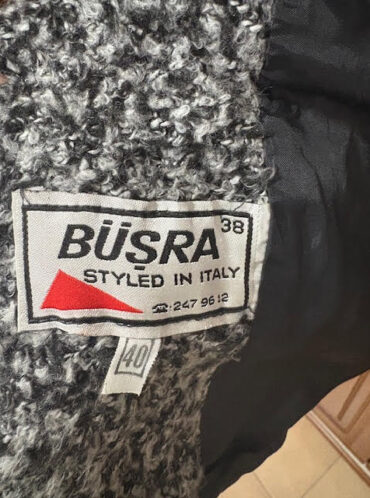 38
BÜŞRA
STYLED IN ITALY
☎·247 96 12
40